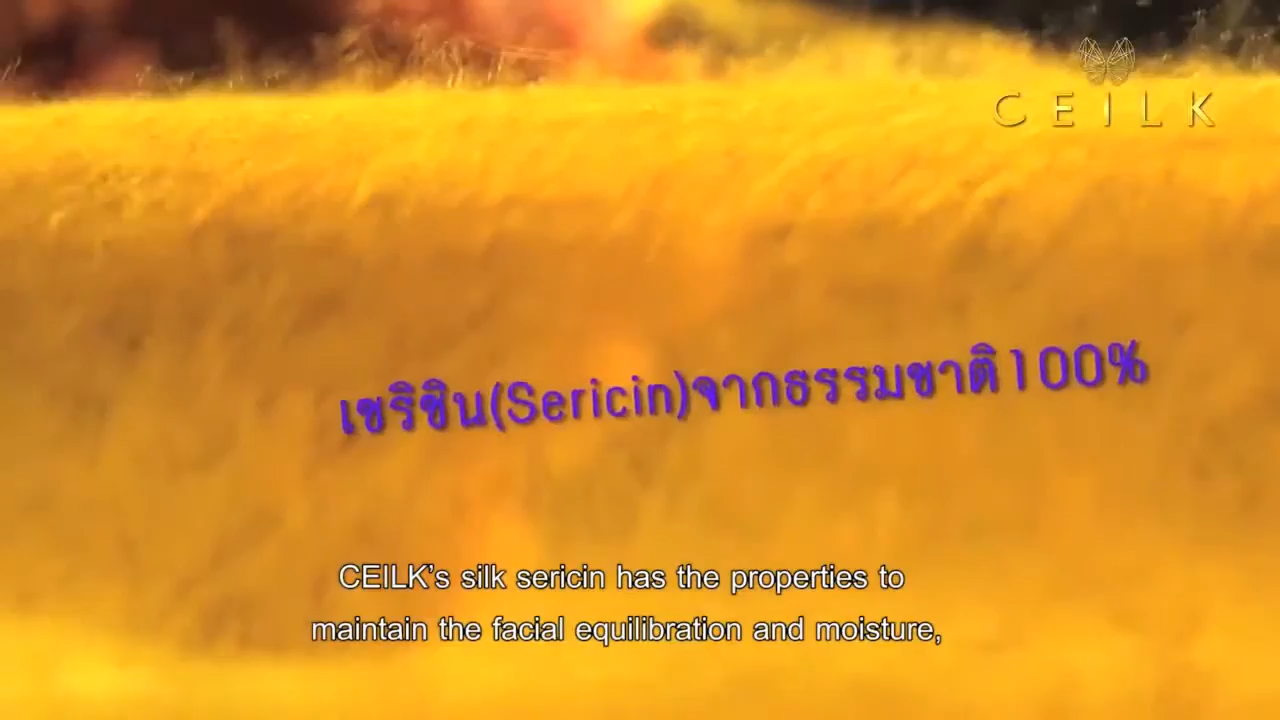 CEILK
เซริซิน(Sericin)จากธรรมชาติ100%
CEILK's silk sericin has the properties to
maintain the facial equilibration and moisture,